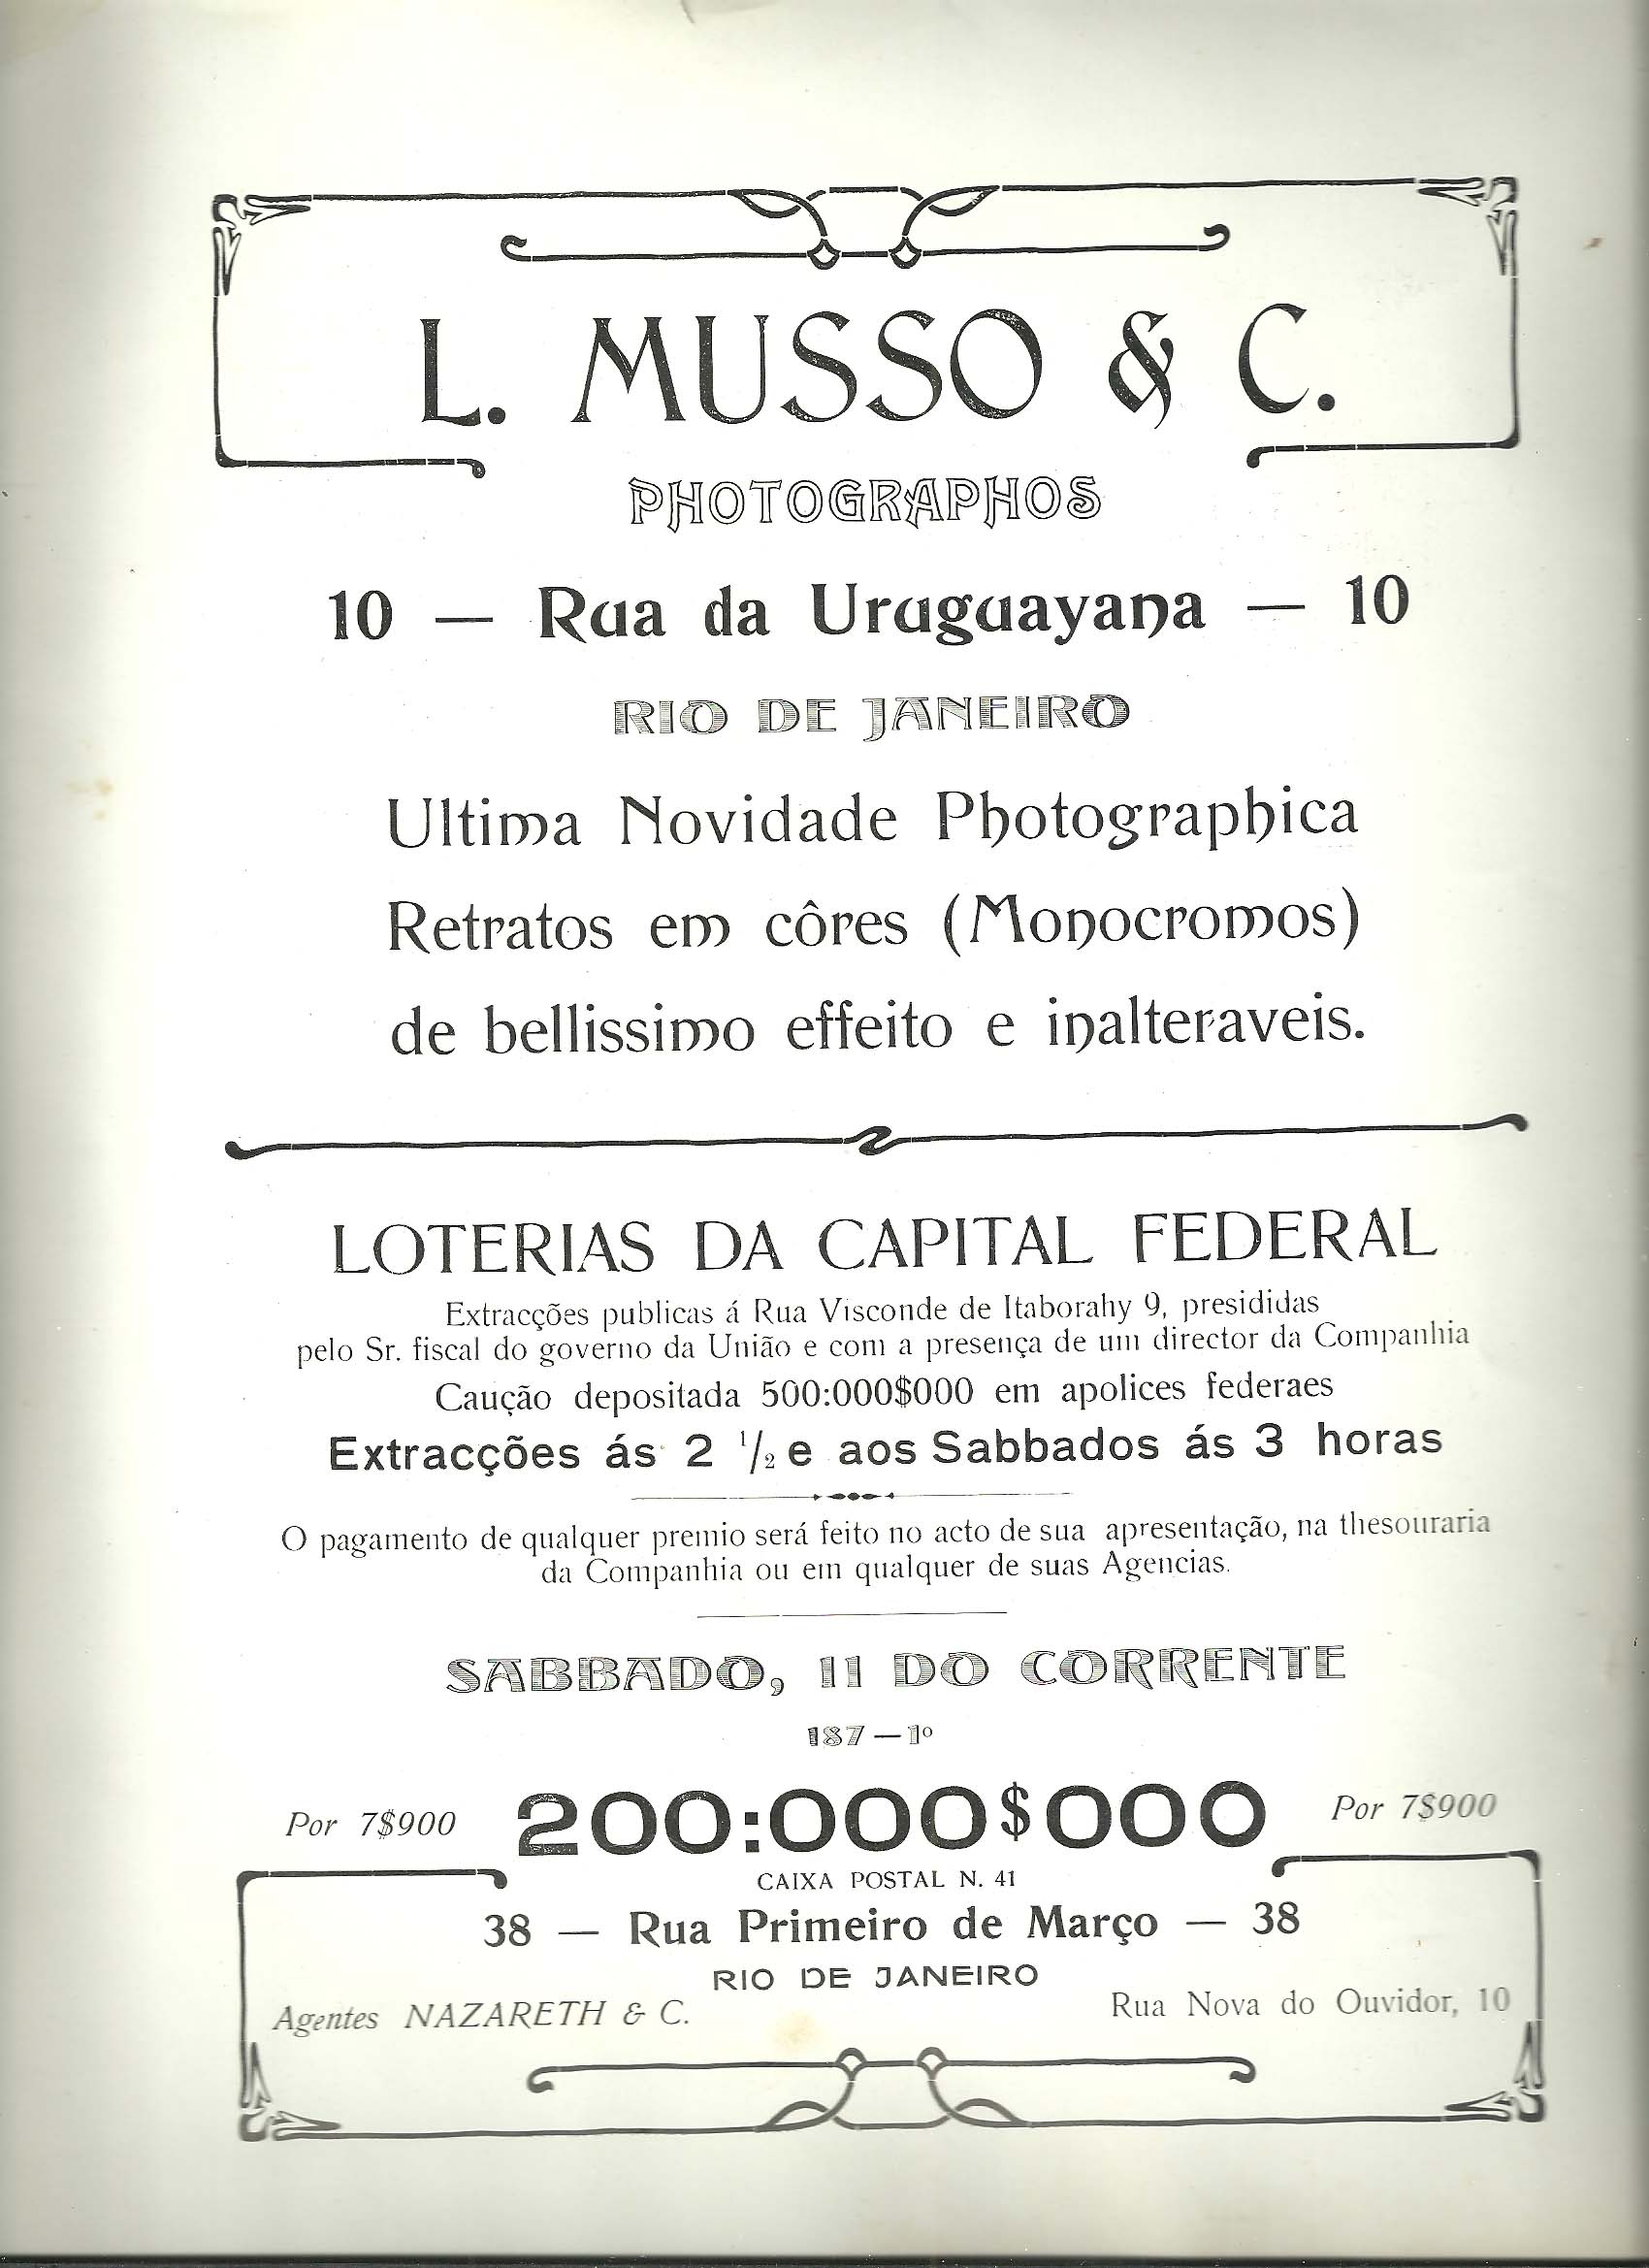 L. MUSSO & C.
PHOTOGRAPHOS
10 — Rua da Uruguayana — 10
RIO DE JANEIRO
Ultima Novidade Photographica
Retratos em côres (Monocromos)
de bellissimo effeito e inalteraveis.
LOTERIAS DA CAPITAL FEDERAL
Extracções publicas á Rua Visconde de Itaborahy 9, presididas
pelo Sr. fiscal do governo da União e com a presença de um director da Companhia
Caução depositada 500:000$000 em apolices federaes
Extracções ás 2 1/2 e aos Sabbados ás 3 horas
O pagamento de qualquer premio será feito no acto de sua apresentação, na thesouraria
da Companhia ou em qualquer de suas Agencias.
SABBADO, 11 DO CORRENTE
187—1º
Por 7$900 200:000$000 Por 7$900
CAIXA POSTAL N. 41
38 — Rua Primeiro de Março — 38
RIO DE JANEIRO
Agentes NAZARETH & C. Rua Nova do Ouvidor, 10